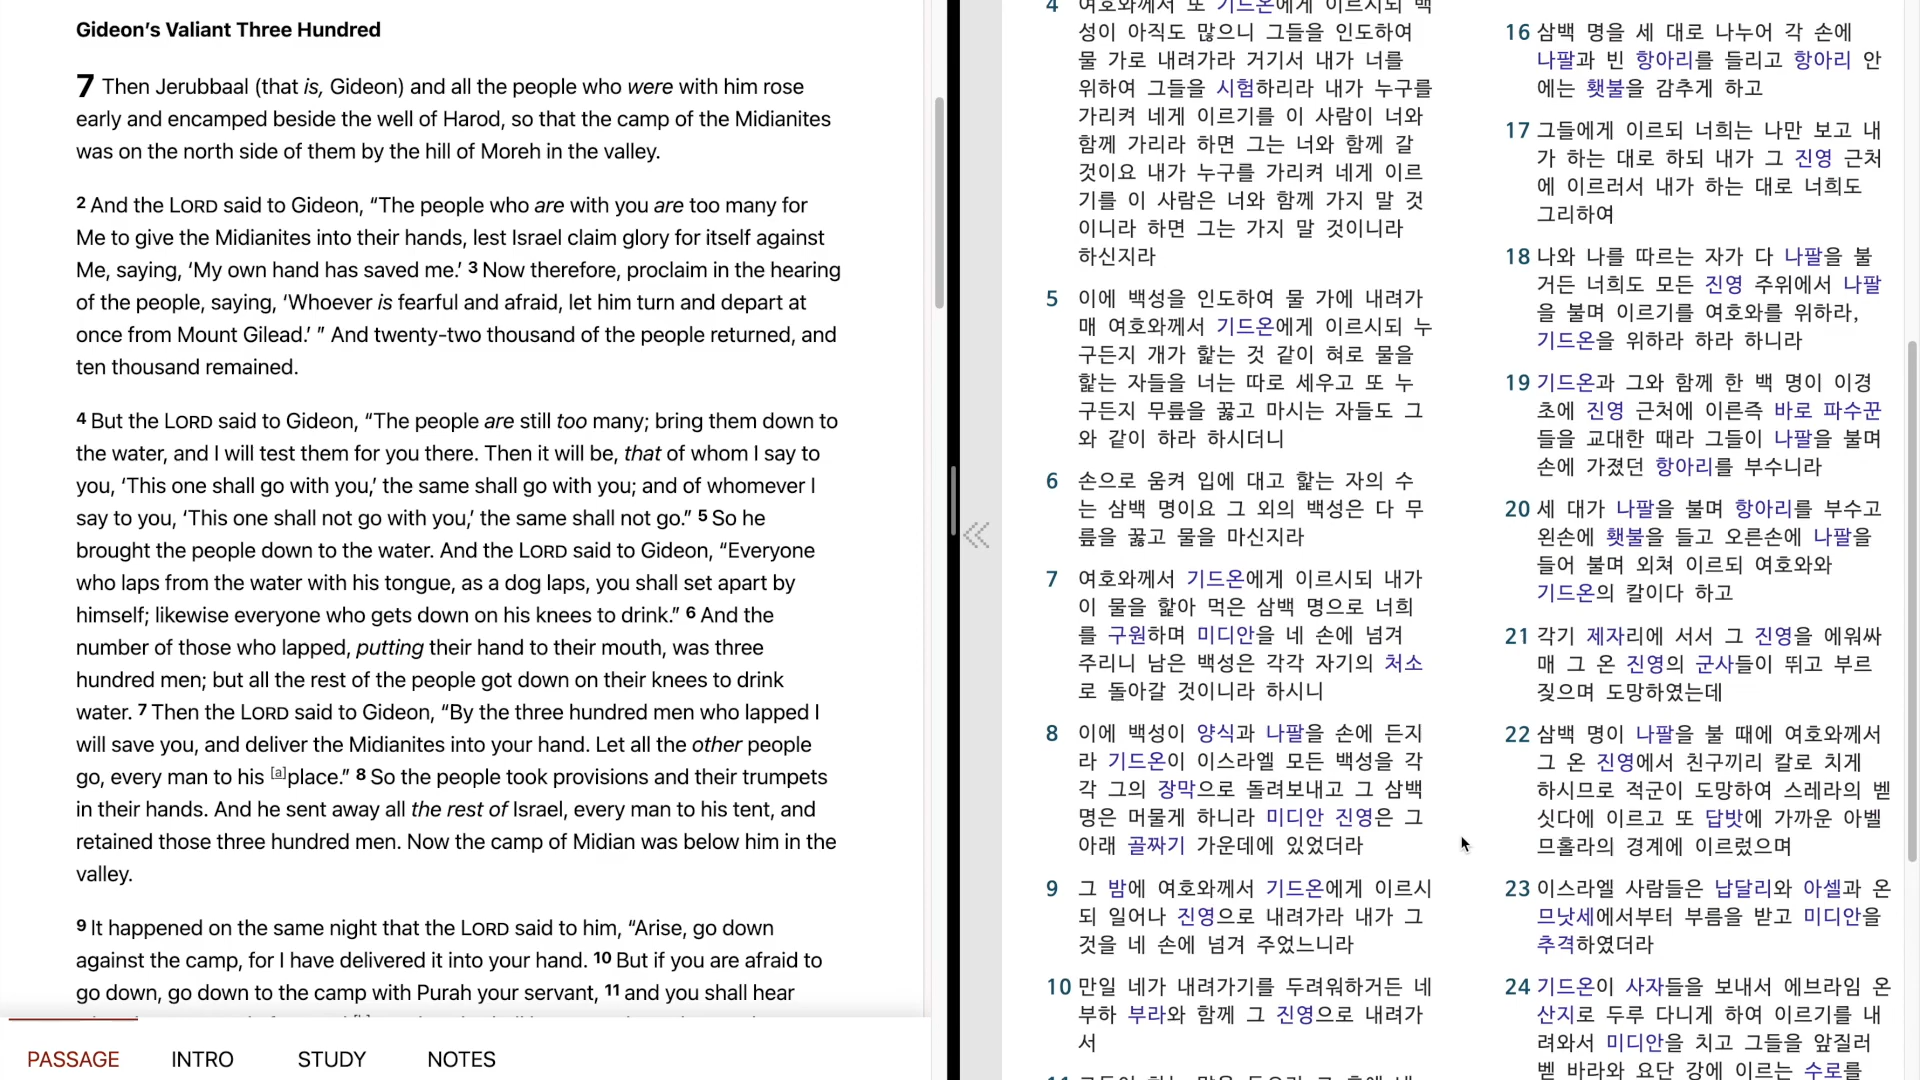 Gideon's Valiant Three Hundred
7 Then Jerubbaal (that is, Gideon) and all the people who were with him rose
early and encamped beside the well of Harod, so that the camp of the Midianites
was on the north side of them by the hill of Moreh in the valley.
2 And the LORD said to Gideon, “The people who are with you are too many for
Me to give the Midianites into their hands, lest Israel claim glory for itself against
Me, saying, ‘My own hand has saved me.’ 3 Now therefore, proclaim in the hearing
of the people, saying, ‘Whoever is fearful and afraid, let him turn and depart at
once from Mount Gilead.’ ” And twenty-two thousand of the people returned, and
ten thousand remained.
4 But the LORD said to Gideon, “The people are still too many; bring them down to
the water, and I will test them for you there. Then it will be, that of whom I say to
you, ‘This one shall go with you,’ the same shall go with you; and of whomever I
say to you, ‘This one shall not go with you,’ the same shall not go.” 5 So he
brought the people down to the water. And the LORD said to Gideon, “Everyone
who laps from the water with his tongue, as a dog laps, you shall set apart by
himself; likewise everyone who gets down on his knees to drink.” 6 And the
number of those who lapped, putting their hand to their mouth, was three
hundred men; but all the rest of the people got down on their knees to drink
water. 7 Then the LORD said to Gideon, “By the three hundred men who lapped I
will save you, and deliver the Midianites into your hand. Let all the other people
go, every man to his [a]place.” 8 So the people took provisions and their trumpets
in their hands. And he sent away all the rest of Israel, every man to his tent, and
retained those three hundred men. Now the camp of Midian was below him in the
valley.
9 It happened on the same night that the LORD said to him, “Arise, go down
against the camp, for I have delivered it into your hand. 10 But if you are afraid to
go down, go down to the camp with Purah your servant, 11 and you shall hear
PASSAGE INTRO STUDY NOTES
4 여호와께서 또 기드온에게 이르시되 백
성이 아직도 많으니 그들을 인도하여
물 가로 내려가라 거기서 내가 너를
위하여 그들을 시험하리라 내가 누구를
가리켜 네게 이르기를 이 사람이 너와
함께 가리라 하면 그는 너와 함께 갈
것이요 내가 누구를 가리켜 네게 이르
기를 이 사람은 너와 함께 가지 말 것
이니라 하면 그는 가지 말 것이니라
하신지라
5 이에 백성을 인도하여 물 가에 내려가
매 여호와께서 기드온에게 이르시되 누
구든지 개가 핥는 것 같이 혀로 물을
핥는 자들을 너는 따로 세우고 또 누
구든지 무릎을 꿇고 마시는 자들도 그
와 같이 하라 하시더니
6 손으로 움켜 입에 대고 핥는 자의 수
는 삼백 명이요 그 외의 백성은 다 무
릎을 꿇고 물을 마신지라
7 여호와께서 기드온에게 이르시되 내가
이 물을 핥아 먹은 삼백 명으로 너희
를 구원하며 미디안을 네 손에 넘겨
주리니 남은 백성은 각각 자기의 처소
로 돌아갈 것이니라 하시니
8 이에 백성이 양식과 나팔을 손에 든지
라 기드온이 이스라엘 모든 백성을 각
각 그의 장막으로 돌려보내고 그 삼백
명은 머물게 하니라 미디안 진영은 그
아래 골짜기 가운데에 있었더라
9 그 밤에 여호와께서 기드온에게 이르시
되 일어나 진영으로 내려가라 내가 그
것을 네 손에 넘겨 주었느니라
10 만일 네가 내려가기를 두려워하거든 네
부하 부라와 함께 그 진영으로 내려가
서
16 삼백 명을 세 대로 나누어 각 손에
나팔과 빈 항아리를 들리고 항아리 안
에는 횃불을 감추게 하고
17 그들에게 이르되 너희는 나만 보고 내
가 하는 대로 하되 내가 그 진영 근처
에 이르러서 내가 하는 대로 너희도
그리하여
18 나와 나를 따르는 자가 다 나팔을 불
거든 너희도 모든 진영 주위에서 나팔
을 불며 이르기를 여호와를 위하라,
기드온을 위하라 하라 하니라
19 기드온과 그와 함께 한 백 명이 이경
초에 진영 근처에 이른즉 바로 파수꾼
들을 교대한 때라 그들이 나팔을 불며
손에 가졌던 항아리를 부수니라
20 세 대가 나팔을 불며 항아리를 부수고
왼손에 횃불을 들고 오른손에 나팔을
들어 불며 외쳐 이르되 여호와와
기드온의 칼이다 하고
21 각기 제자리에 서서 그 진영을 에워싸
매 그 온 진영의 군사들이 뛰고 부르
짖으며 도망하였는데
22 삼백 명이 나팔을 불 때에 여호와께서
그 온 진영에서 친구끼리 칼로 치게
하시므로 적군이 도망하여 스레라의 벧
싯다에 이르고 또 답밧에 가까운 아벨
므홀라의 경계에 이르렀으며
23 이스라엘 사람들은 납달리와 아셀과 온
므낫세에서부터 부름을 받고 미디안을
추격하였더라
24 기드온이 사자들을 보내서 에브라임 온
산지로 두루 다니게 하여 이르기를 내
려와서 미디안을 치고 그들을 앞질러
벧 바라와 요단 강에 이르는 수로를